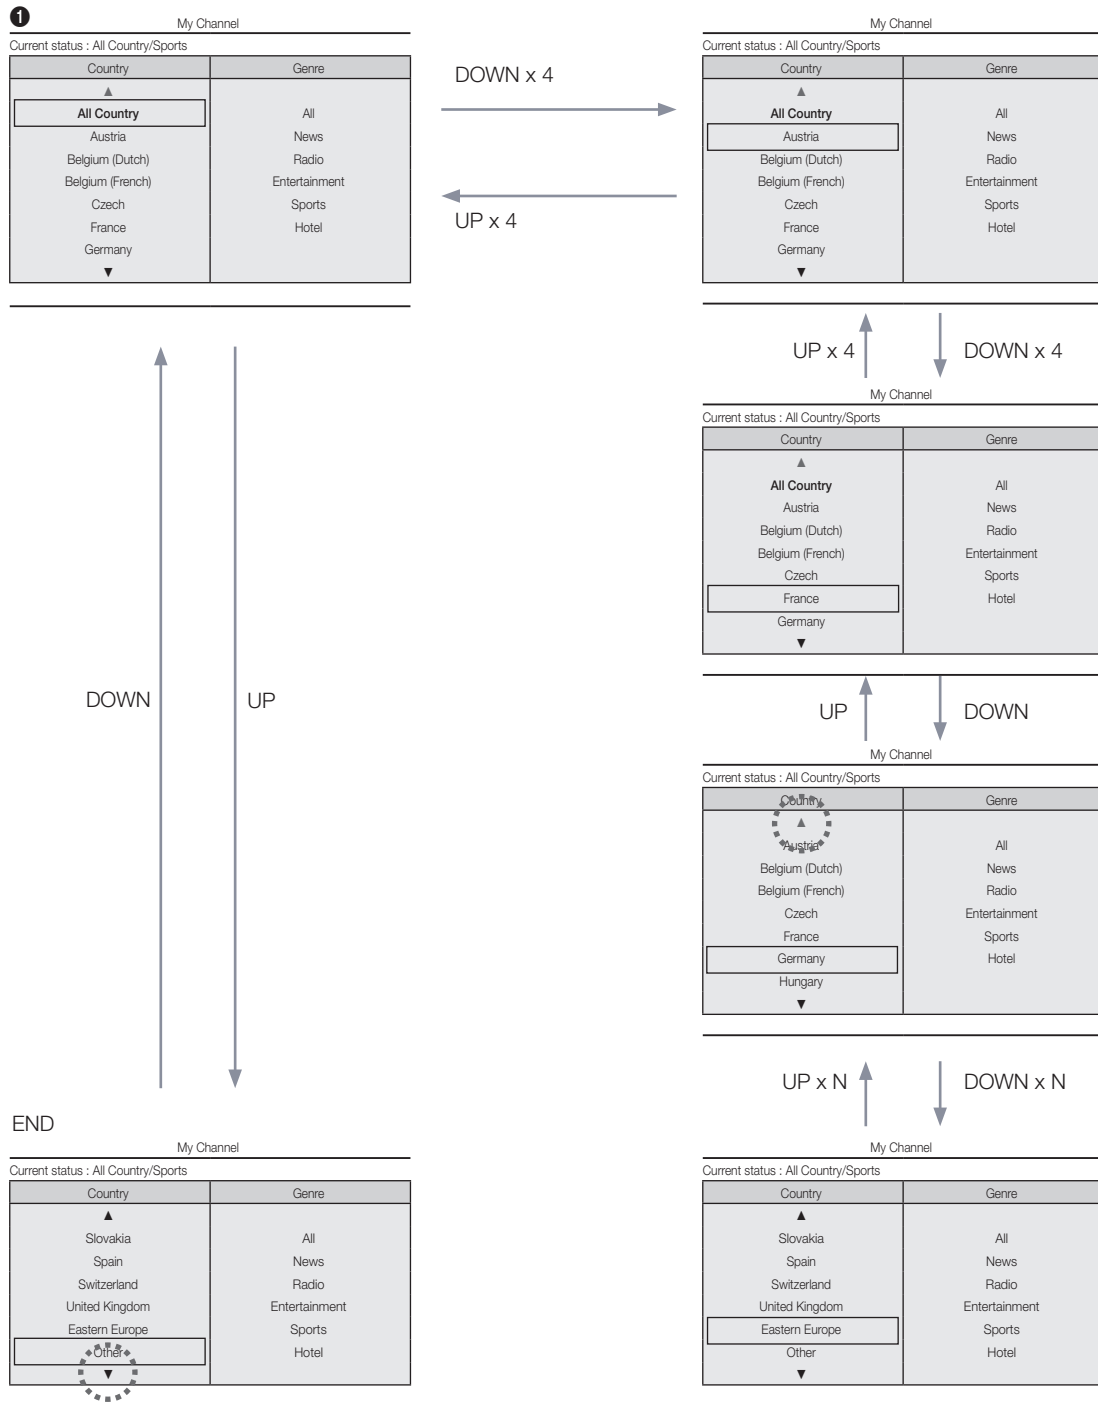 ❶
My Channel
Current status : All Country/Sports
Country Genre
▲
All Country All
Austria News
Belgium (Dutch) Radio
Belgium (French) Entertainment
Czech Sports
France Hotel
Germany
▼
DOWN x 4
UP x 4
My Channel
Current status : All Country/Sports
Country Genre
▲
All Country All
Austria News
Belgium (Dutch) Radio
Belgium (French) Entertainment
Czech Sports
France Hotel
Germany
▼
UP x 4 DOWN x 4
My Channel
Current status : All Country/Sports
Country Genre
▲
All Country All
Austria News
Belgium (Dutch) Radio
Belgium (French) Entertainment
Czech Sports
France Hotel
Germany
▼
DOWN UP
UP DOWN
My Channel
Current status : All Country/Sports
Country Genre
▲
Austria All
Belgium (Dutch) News
Belgium (French) Radio
Czech Entertainment
France Sports
Germany Hotel
Hungary
▼
UP x N DOWN x N
END
My Channel
Current status : All Country/Sports
Country Genre
▲
Slovakia All
Spain News
Switzerland Radio
United Kingdom Entertainment
Eastern Europe Sports
Other Hotel
▼
My Channel
Current status : All Country/Sports
Country Genre
▲
Slovakia All
Spain News
Switzerland Radio
United Kingdom Entertainment
Eastern Europe Sports
Other Hotel
▼